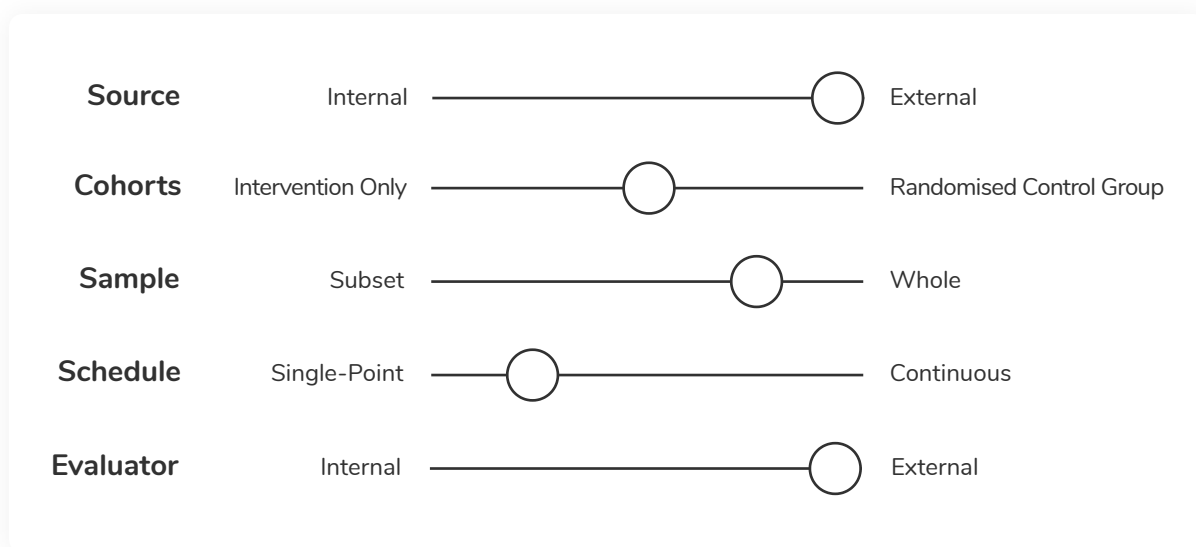 Source Internal External
Cohorts Intervention Only Randomised Control Group
Sample Subset Whole
Schedule Single-Point Continuous
Evaluator Internal External